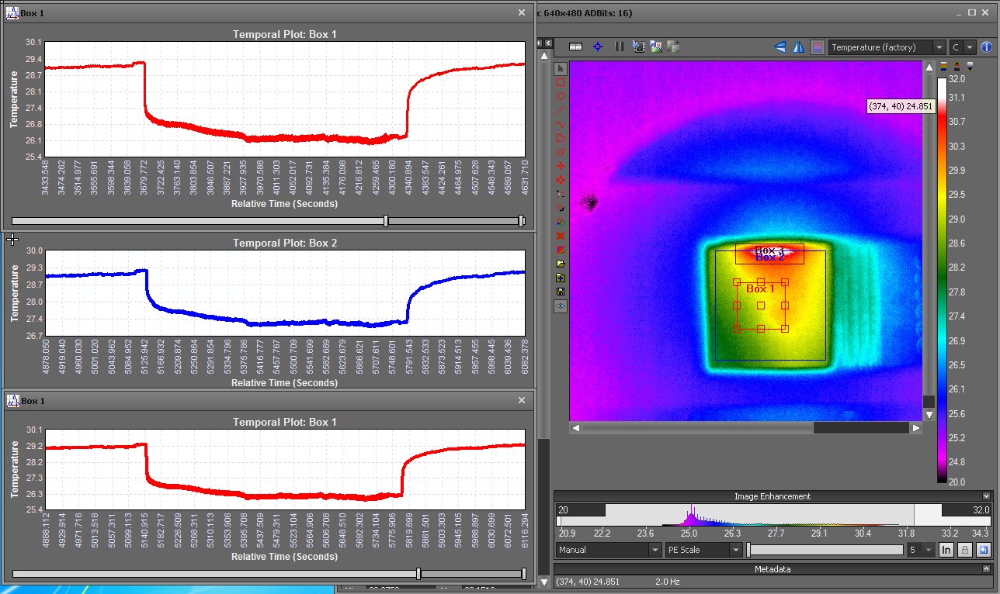 Box 1
Temporal Plot: Box 1
30.1
29.4
28.7
28.1
27.4
26.8
26.1
25.4
Temperature
3433.548 3474.262 3514.977 3555.691 3598.344 3639.058 3679.772 3722.425 3763.140 3803.854 3844.507 3887.221 3927.935 3970.588 4011.303 4052.017 4092.731 4135.384 4176.098 4216.812 4259.465 4300.180 4340.894 4383.547 4424.261 4464.975 4507.628 4548.343 4589.057 4631.710
Relative Time (Seconds)
Temporal Plot: Box 2
30.0
29.3
28.7
28.0
27.4
26.7
Temperature
4878.050 4919.040 4960.030 5001.020 5043.962 5084.952 5125.942 5166.932 5209.874 5250.864 5291.854 5334.796 5375.786 5416.777 5457.767 5500.709 5541.699 5582.689 5623.679 5666.621 5707.611 5748.601 5791.543 5832.533 5873.522 5914.513 5957.455 5998.445 6039.436 6082.378
Relative Time (Seconds)
Box 1
Temporal Plot: Box 1
30.1
29.2
28.2
27.3
26.3
25.4
Temperature
4888.112 4929.914 4971.716 5013.518 5057.311 5099.113 5140.915 5182.717 5226.509 5268.311 5310.113 5353.906 5395.708 5437.509 5479.311 5523.104 5564.906 5606.708 5648.510 5692.302 5734.104 5775.906 5819.699 5861.501 5903.303 5945.105 5988.897 6030.699 6072.501 6116.294
Relative Time (Seconds)
c 640x480 ADBits: 16)
Temperature (factory)
C
(374, 40) 24.851
Box 3
Box 2
Box 1
32.0
31.1
30.7
30.3
29.9
29.5
29.0
28.6
28.2
27.8
27.4
26.9
26.5
26.1
25.6
25.2
24.8
20.0
Image Enhancement
20 32.0
20.9 22.2 23.6 25.0 26.3 27.7 29.1 30.4 31.8 33.2 34.3
Manual PE Scale 5 In
Metadata
(374, 40) 24.851 2.0 Hz